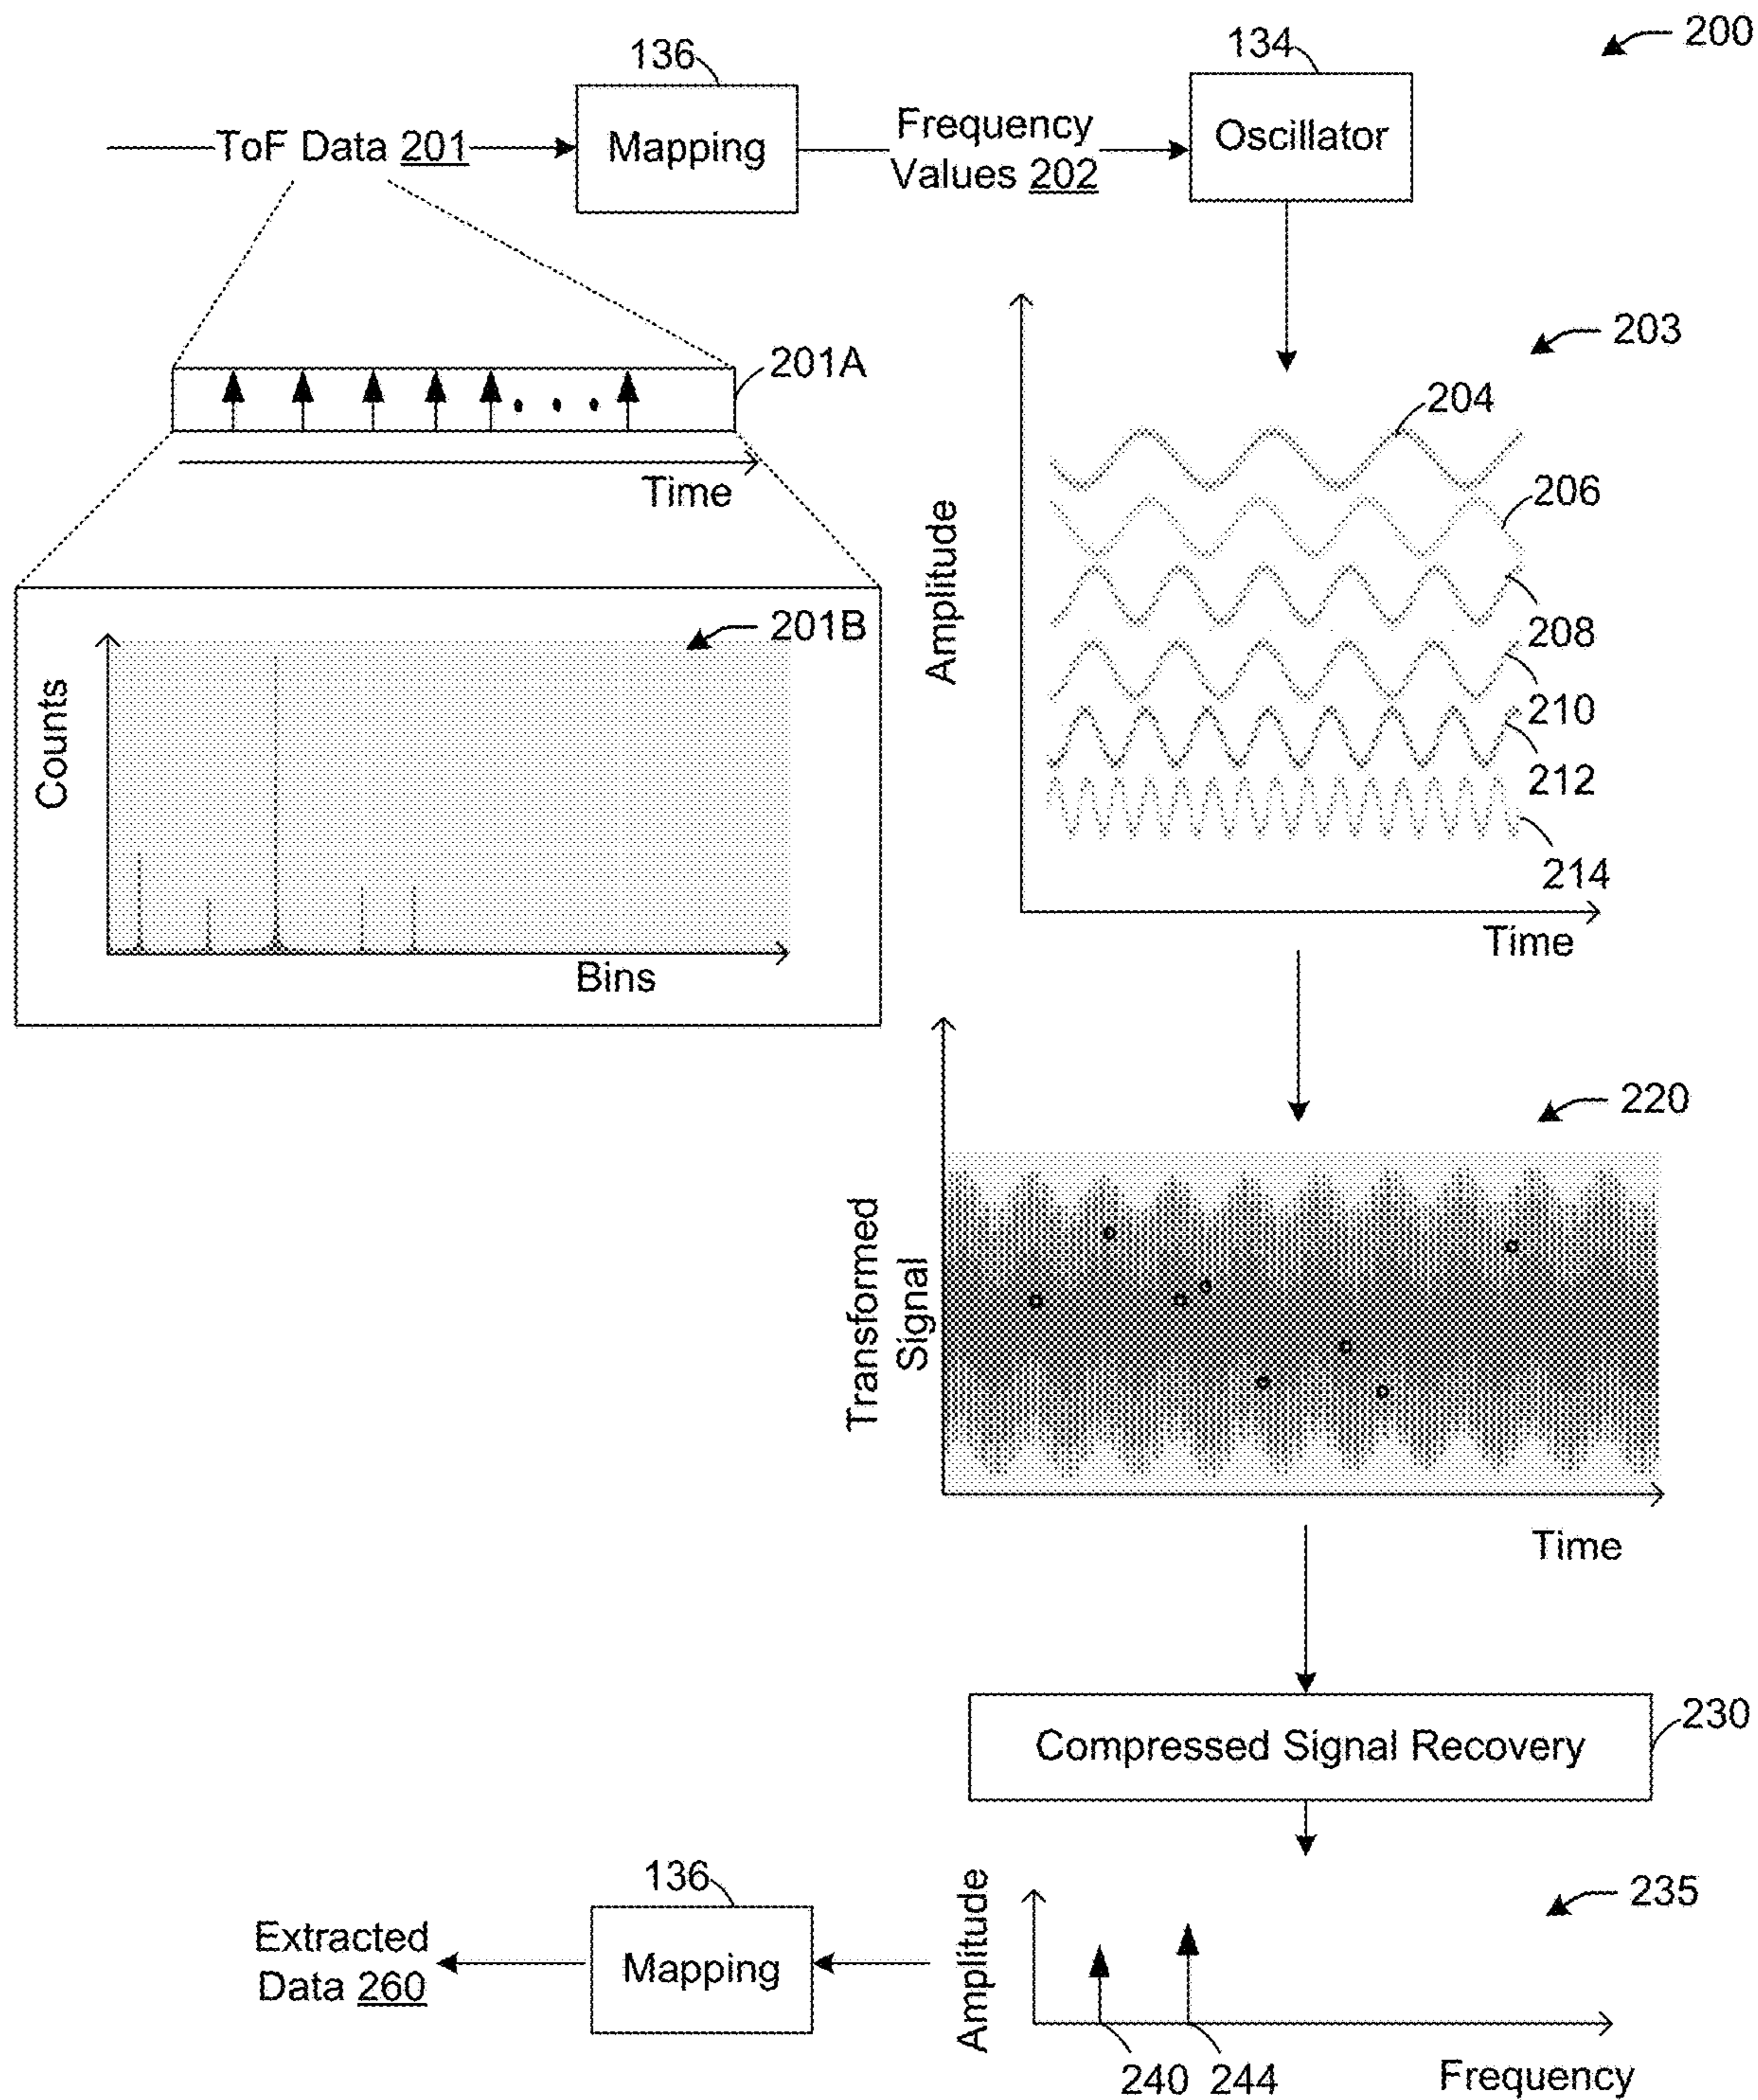 200
136
134
ToF Data 201
Mapping
Frequency
Values 202
Oscillator
203
201A
204
Time
206
Amplitude
208
201B
210
Counts
212
214
Bins
Time
220
Transformed
Signal
Time
Compressed Signal Recovery
230
136
235
Extracted
Data 260
Mapping
Amplitude
240
244
Frequency